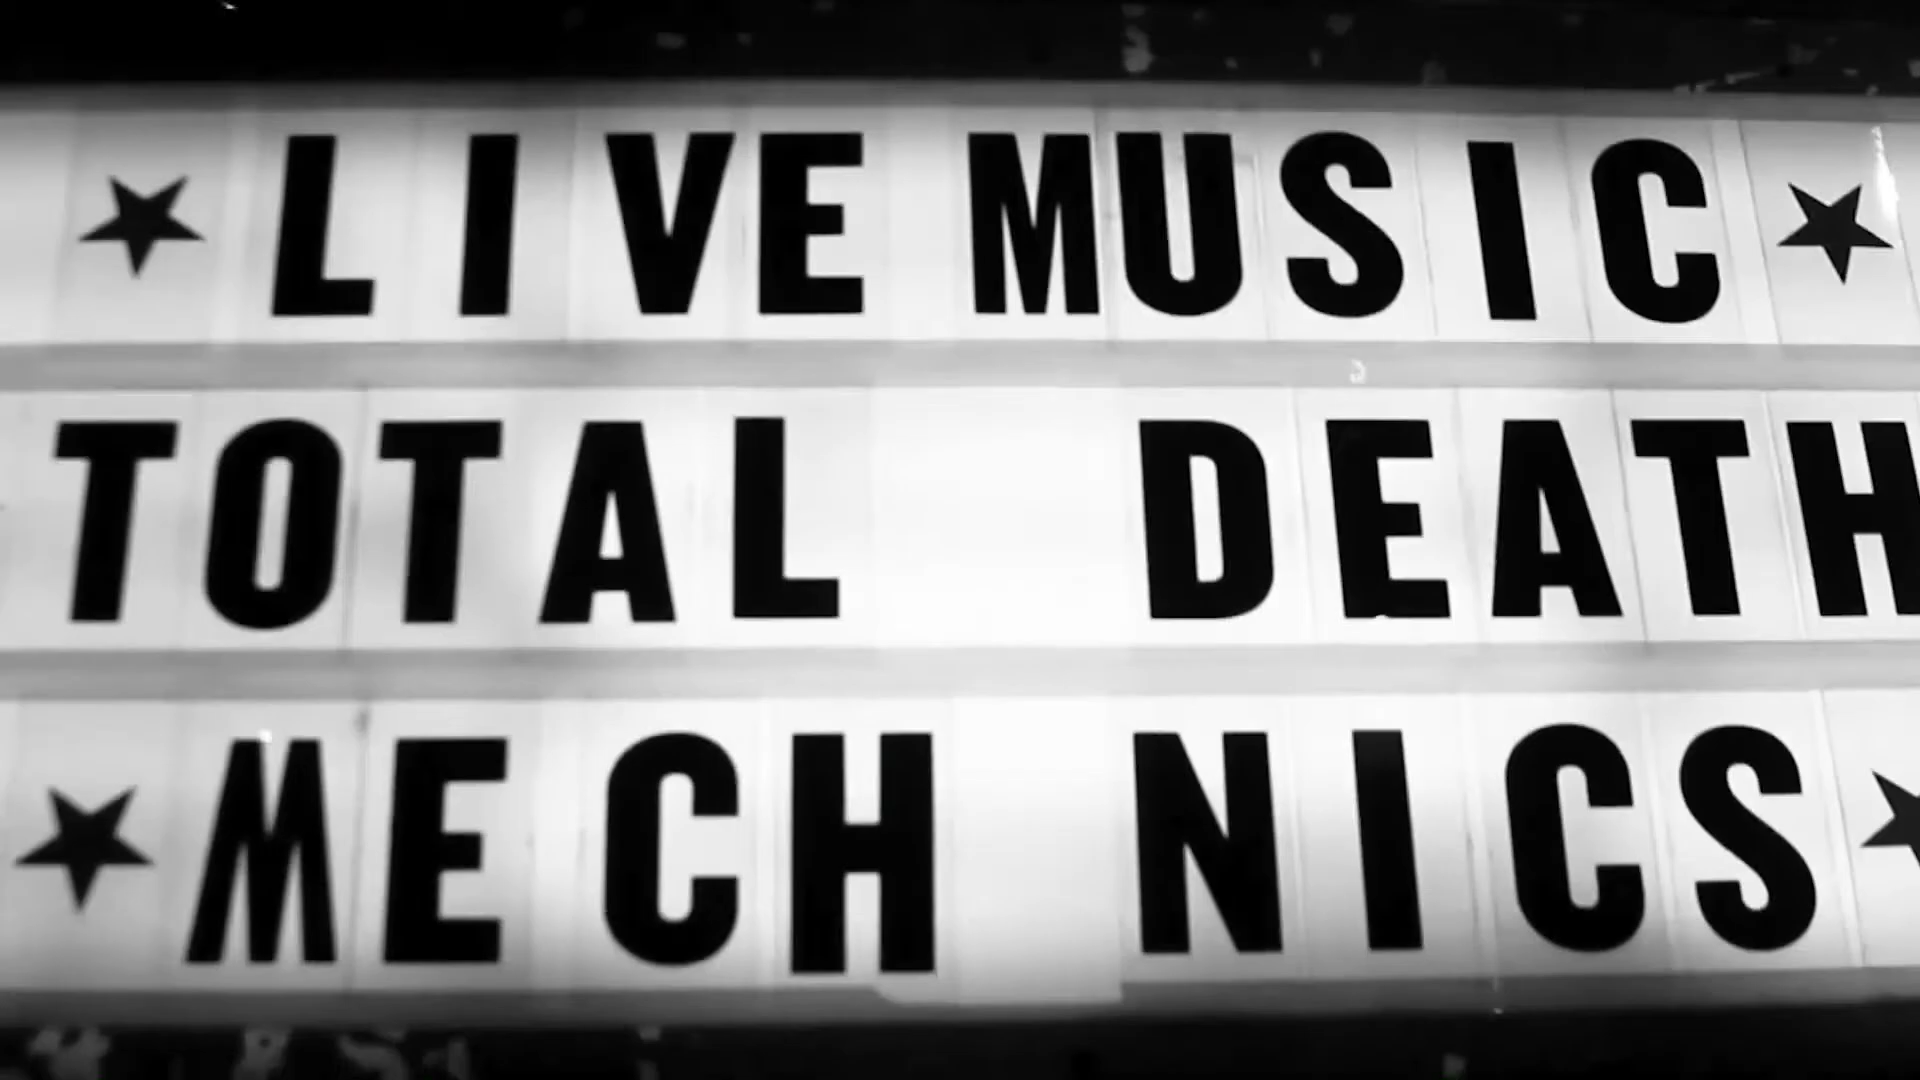 ★ LIVE MUSIC ★
TOTAL DEATH
★ MECH NICS ★